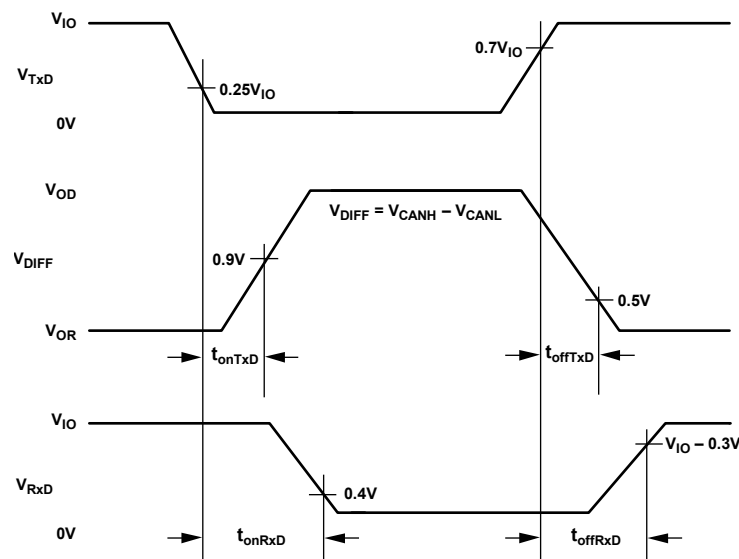 V_IO
0.7V_IO
V_TxD
0.25V_IO
0V
V_OD
V_DIFF = V_CANH – V_CANL
V_DIFF
0.9V
0.5V
V_OR
t_onTxD
t_offTxD
V_IO
V_IO – 0.3V
V_RxD
0.4V
0V
t_onRxD
t_offRxD